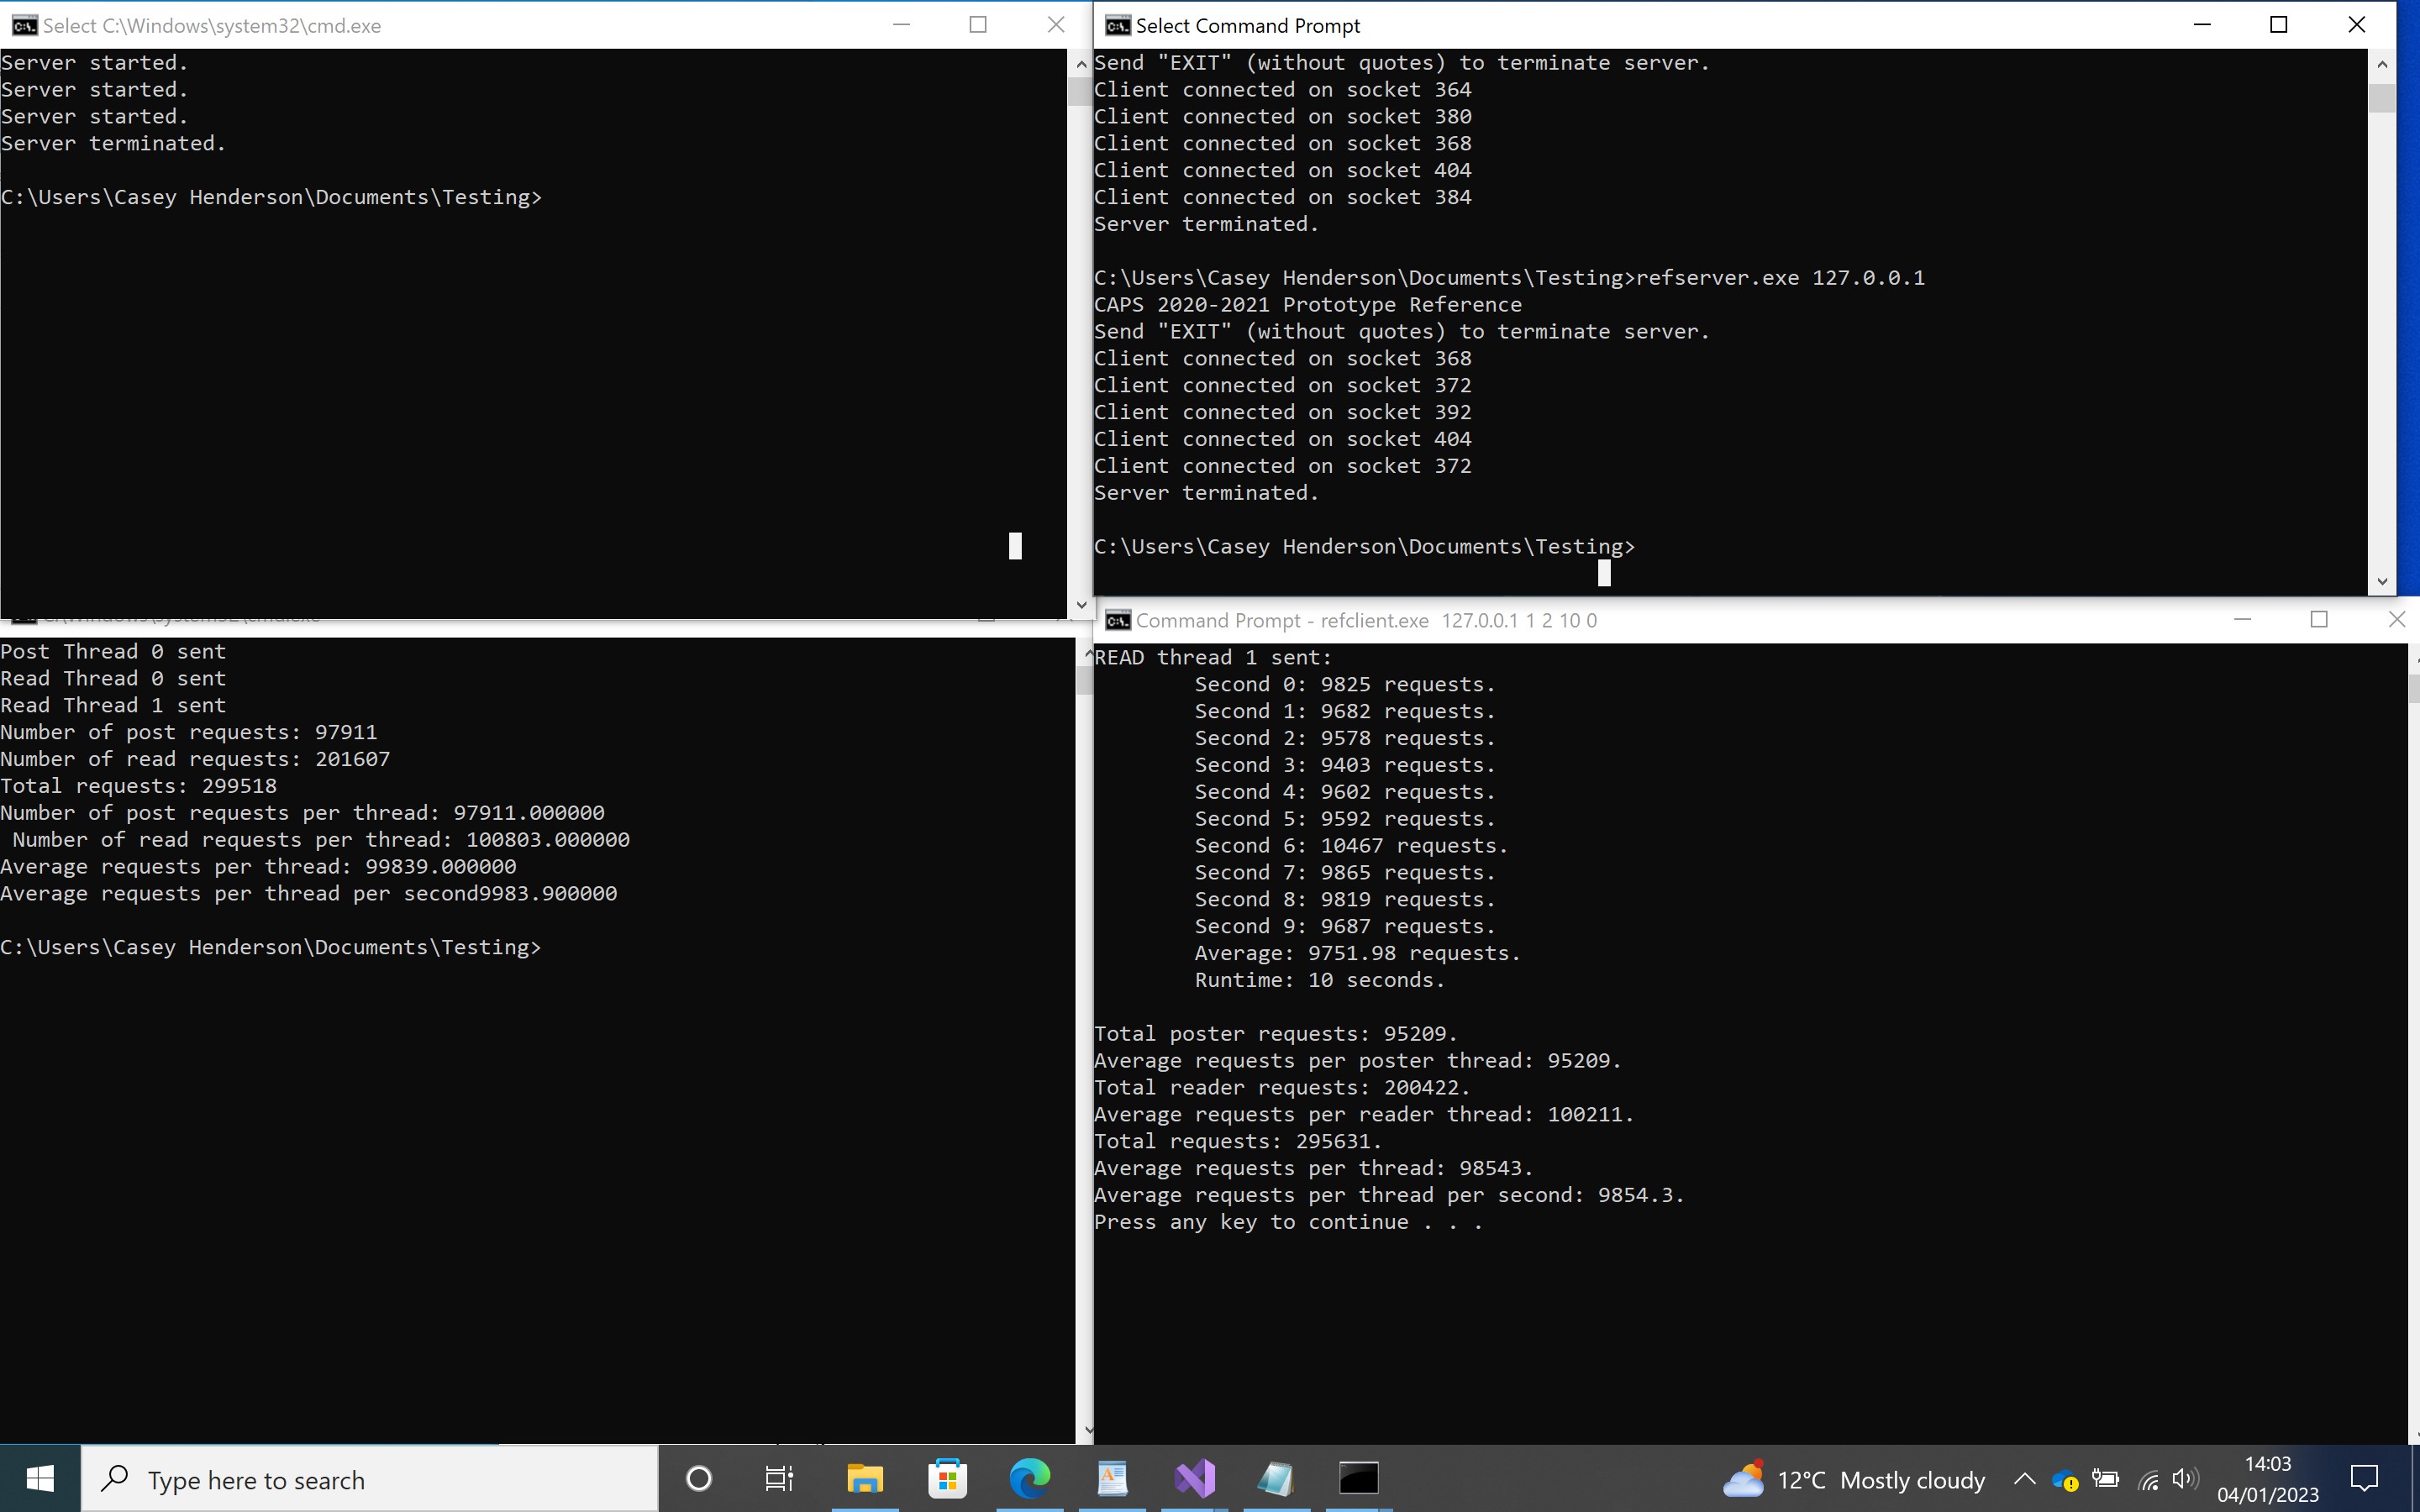 Select C:\Windows\system32\cmd.exe
Server started.
Server started.
Server started.
Server terminated.
C:\Users\Casey Henderson\Documents\Testing>
Select Command Prompt
Send "EXIT" (without quotes) to terminate server.
Client connected on socket 364
Client connected on socket 380
Client connected on socket 368
Client connected on socket 404
Client connected on socket 384
Server terminated.
C:\Users\Casey Henderson\Documents\Testing>refserver.exe 127.0.0.1
CAPS 2020-2021 Prototype Reference
Send "EXIT" (without quotes) to terminate server.
Client connected on socket 368
Client connected on socket 372
Client connected on socket 392
Client connected on socket 404
Client connected on socket 372
Server terminated.
C:\Users\Casey Henderson\Documents\Testing>
C:\Windows\system32\cmd.exe
Post Thread 0 sent
Read Thread 0 sent
Read Thread 1 sent
Number of post requests: 97911
Number of read requests: 201607
Total requests: 299518
Number of post requests per thread: 97911.000000
Number of read requests per thread: 100803.000000
Average requests per thread: 99839.000000
Average requests per thread per second9983.900000
C:\Users\Casey Henderson\Documents\Testing>
Command Prompt - refclient.exe 127.0.0.1 1 2 10 0
READ thread 1 sent:
Second 0: 9825 requests.
Second 1: 9682 requests.
Second 2: 9578 requests.
Second 3: 9403 requests.
Second 4: 9602 requests.
Second 5: 9592 requests.
Second 6: 10467 requests.
Second 7: 9865 requests.
Second 8: 9819 requests.
Second 9: 9687 requests.
Average: 9751.98 requests.
Runtime: 10 seconds.
Total poster requests: 95209.
Average requests per poster thread: 95209.
Total reader requests: 200422.
Average requests per reader thread: 100211.
Total requests: 295631.
Average requests per thread: 98543.
Average requests per thread per second: 9854.3.
Press any key to continue . . .
Type here to search
12°C Mostly cloudy
14:03
04/01/2023